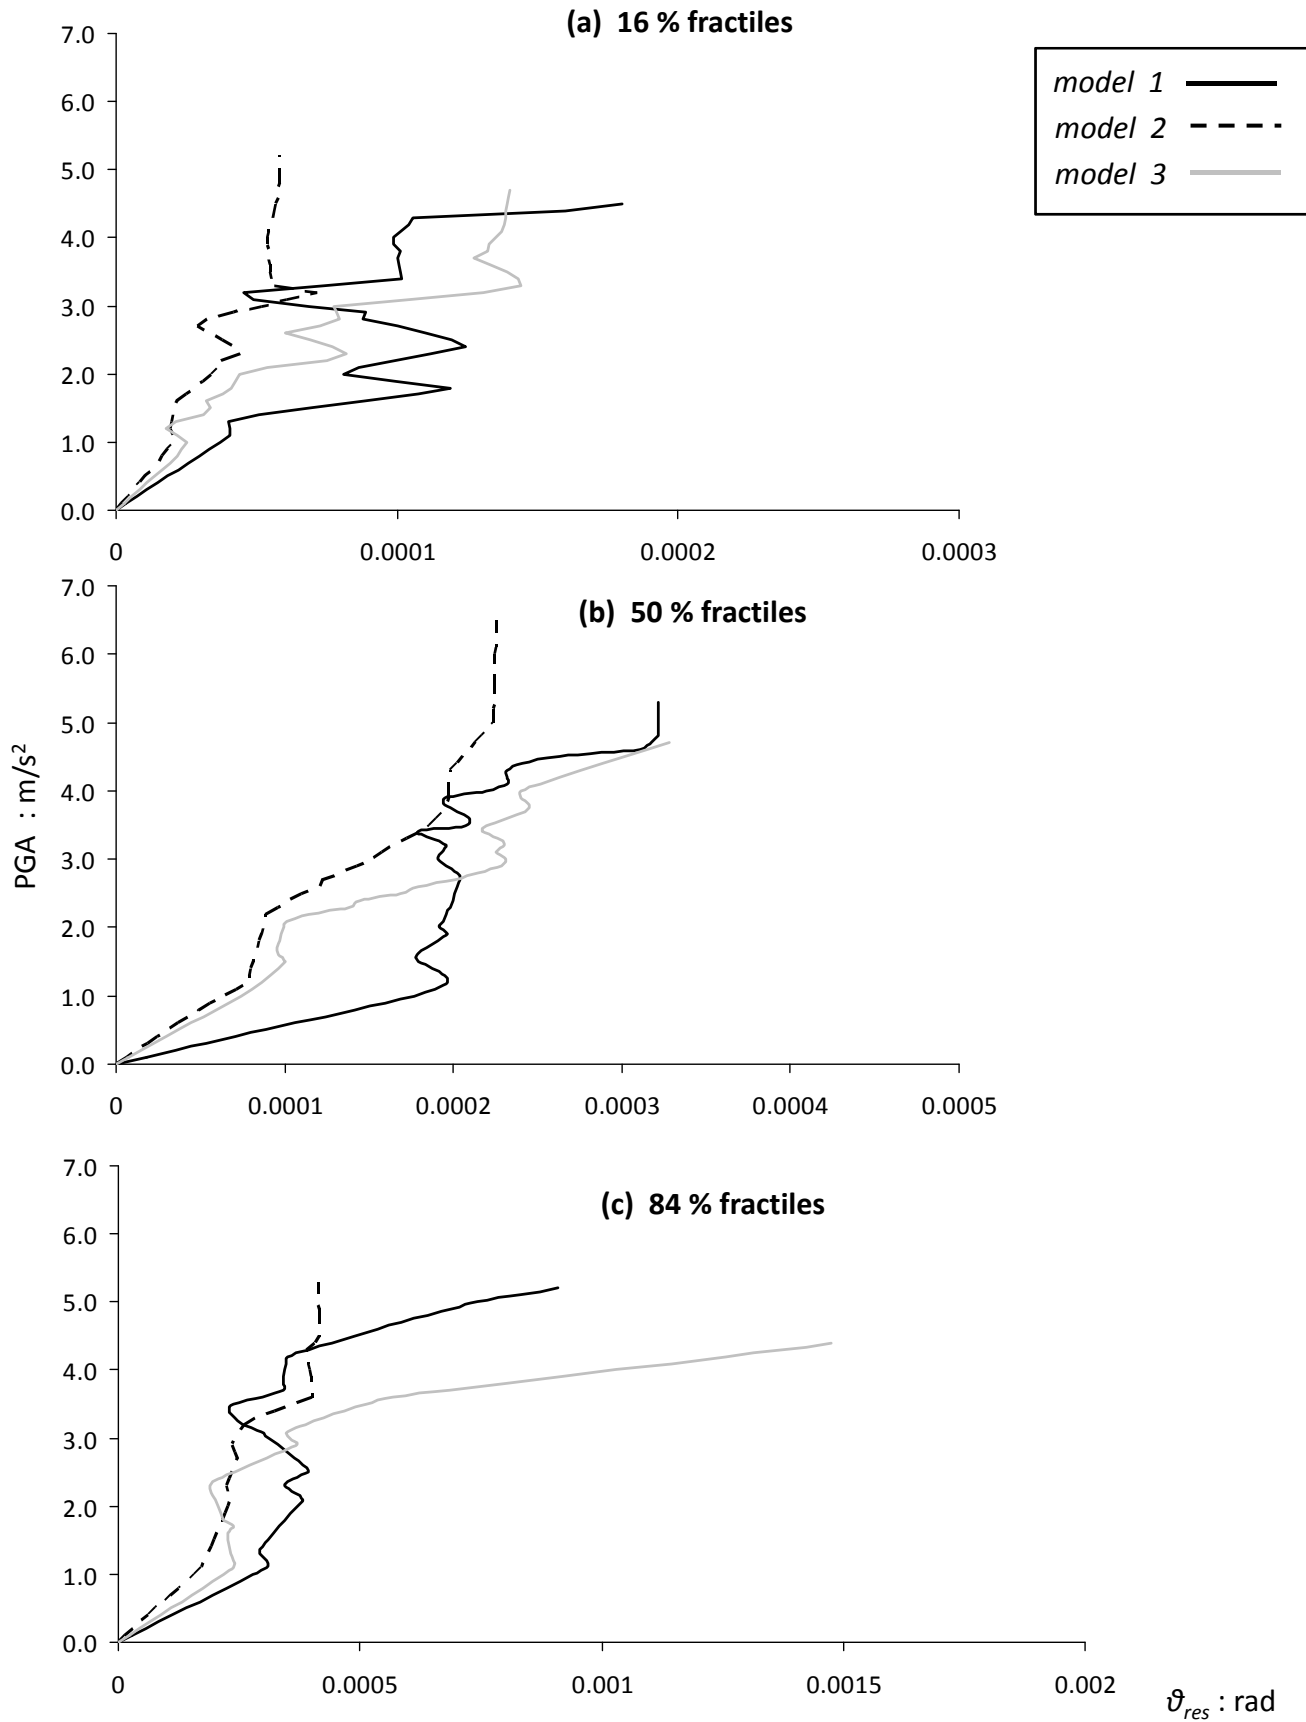 (a) 16 % fractiles
model 1
model 2
model 3
7.0
6.0
5.0
4.0
3.0
2.0
1.0
0.0
0 0.0001 0.0002 0.0003
(b) 50 % fractiles
7.0
6.0
5.0
4.0
3.0
2.0
1.0
0.0
0 0.0001 0.0002 0.0003 0.0004 0.0005
PGA : m/s²
(c) 84 % fractiles
7.0
6.0
5.0
4.0
3.0
2.0
1.0
0.0
0 0.0005 0.001 0.0015 0.002
ϑres : rad